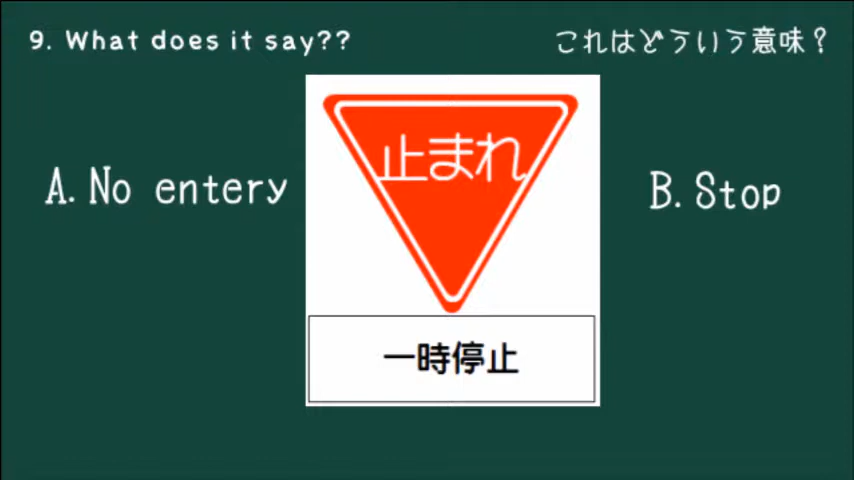 9. What does it say??
これはどういう意味？
止まれ
A. No entery
B. Stop
一時停止